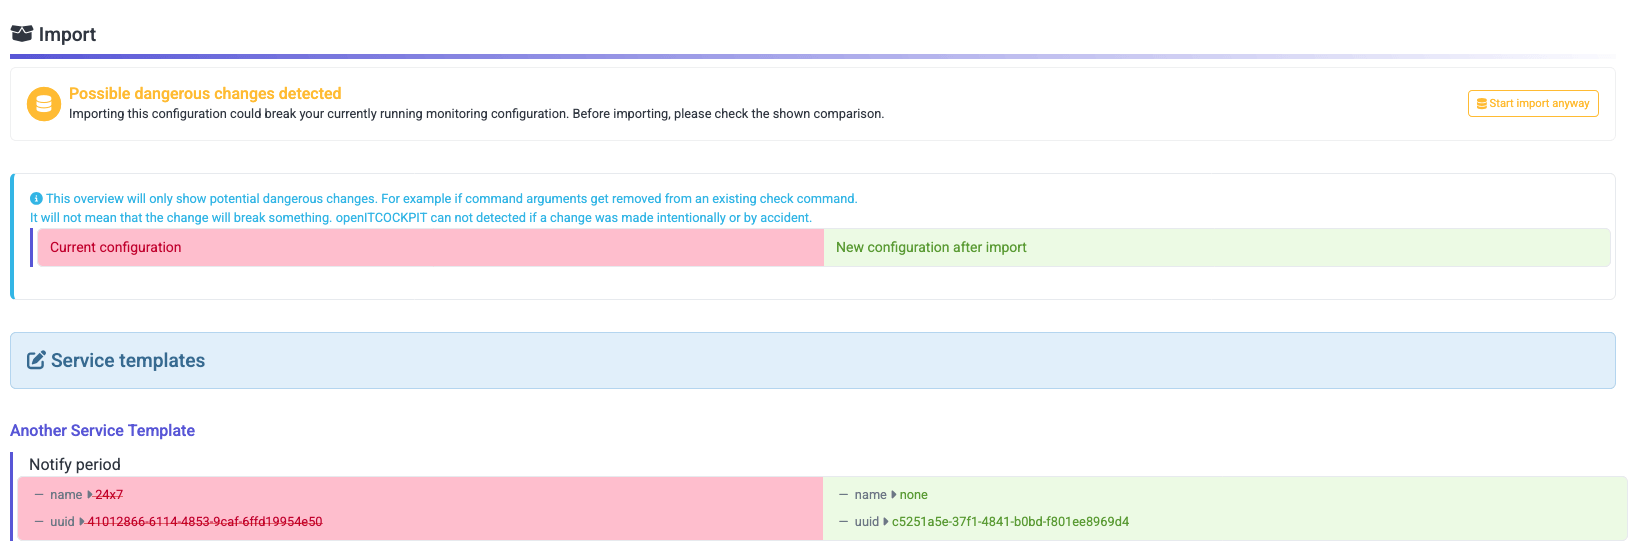 Import
Possible dangerous changes detected
Importing this configuration could break your currently running monitoring configuration. Before importing, please check the shown comparison.
Start import anyway
This overview will only show potential dangerous changes. For example if command arguments get removed from an existing check command.
It will not mean that the change will break something. openITCOCKPIT can not detected if a change was made intentionally or by accident.
Current configuration
New configuration after import
Service templates
Another Service Template
Notify period
— name 24x7
— name none
— uuid 41012866-6114-4853-9caf-6ffd19954e50
— uuid c5251a5e-37f1-4841-b0bd-f801ee8969d4